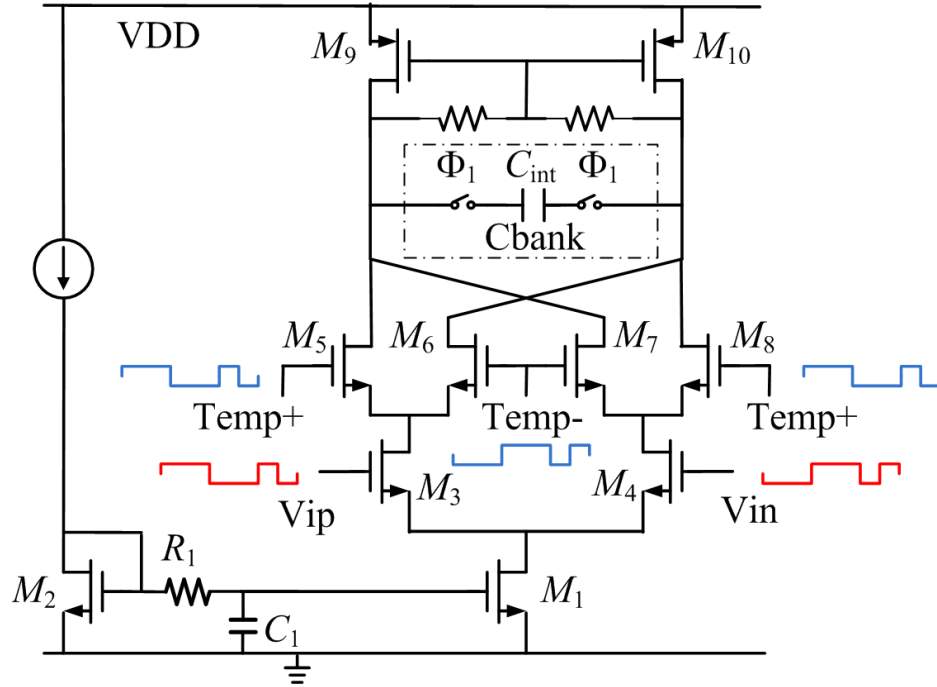 VDD
M9
M10
Φ1
Cint
Φ1
Cbank
M5
M6
M7
M8
Temp+
Temp-
Temp+
Vip
M3
M4
Vin
R1
M2
C1
M1